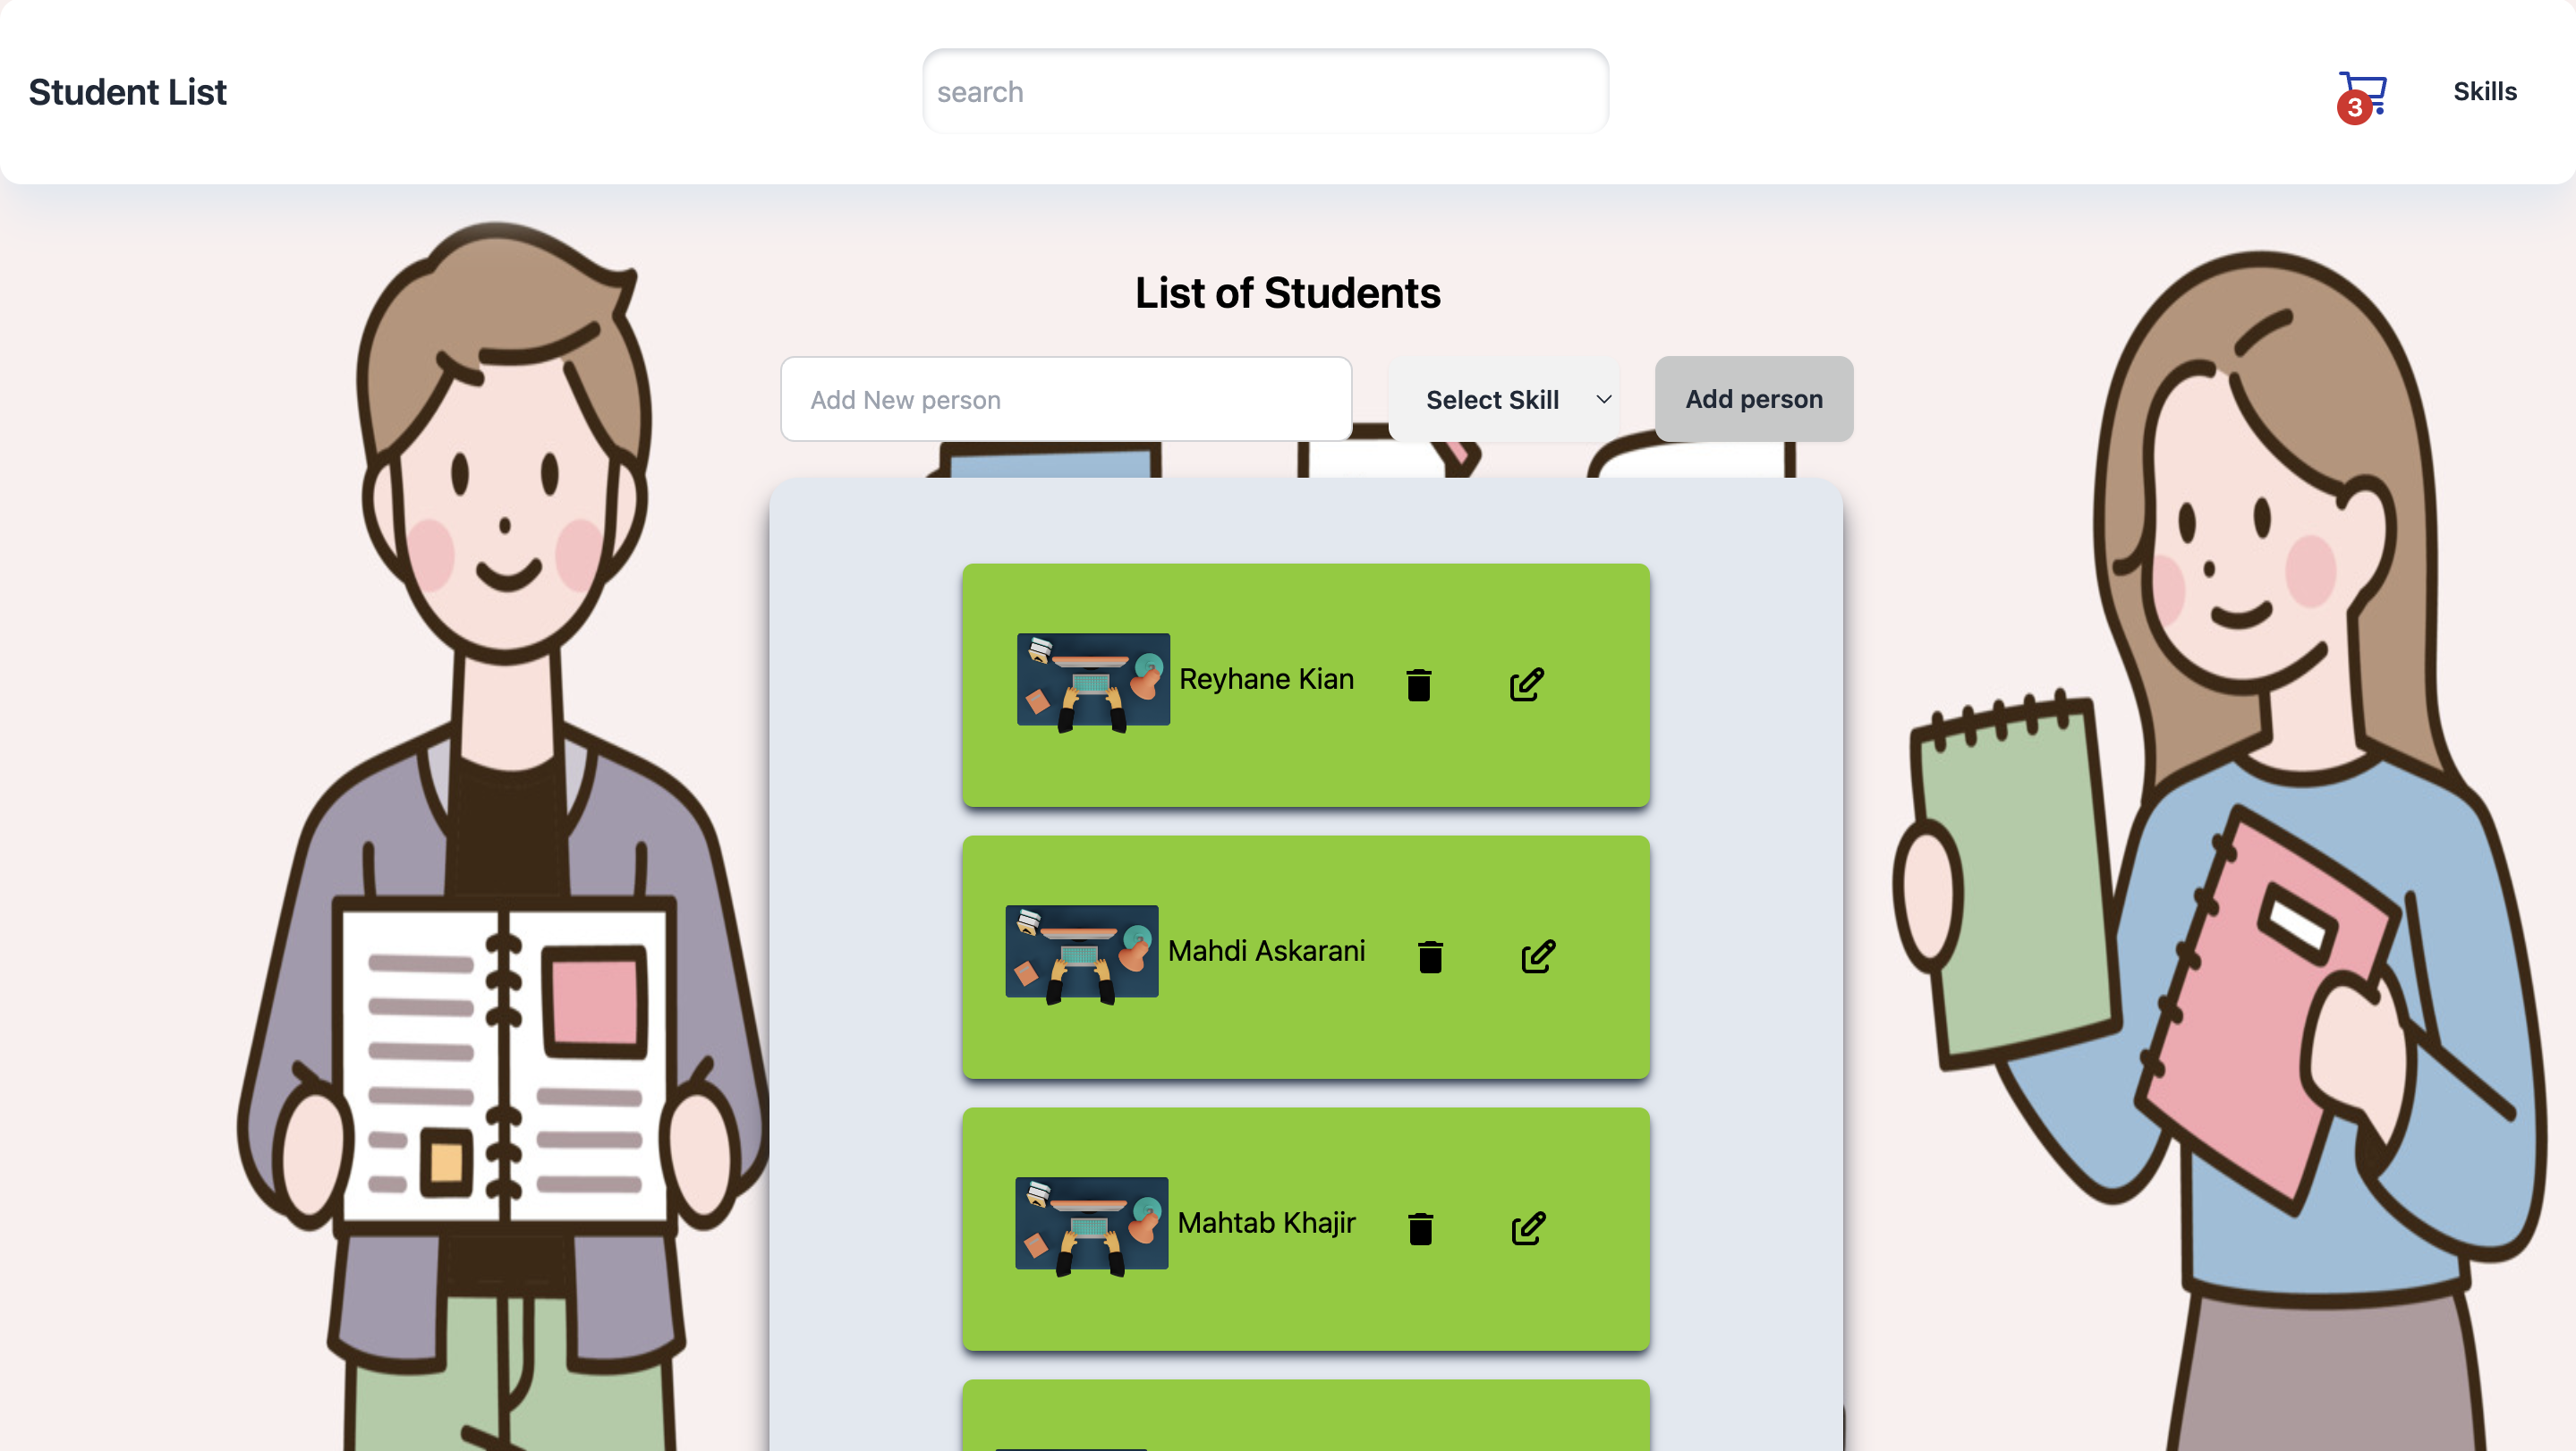 Student List
search
3
Skills
List of Students
Add New person
Select Skill
Add person
Reyhane Kian
Mahdi Askarani
Mahtab Khajir